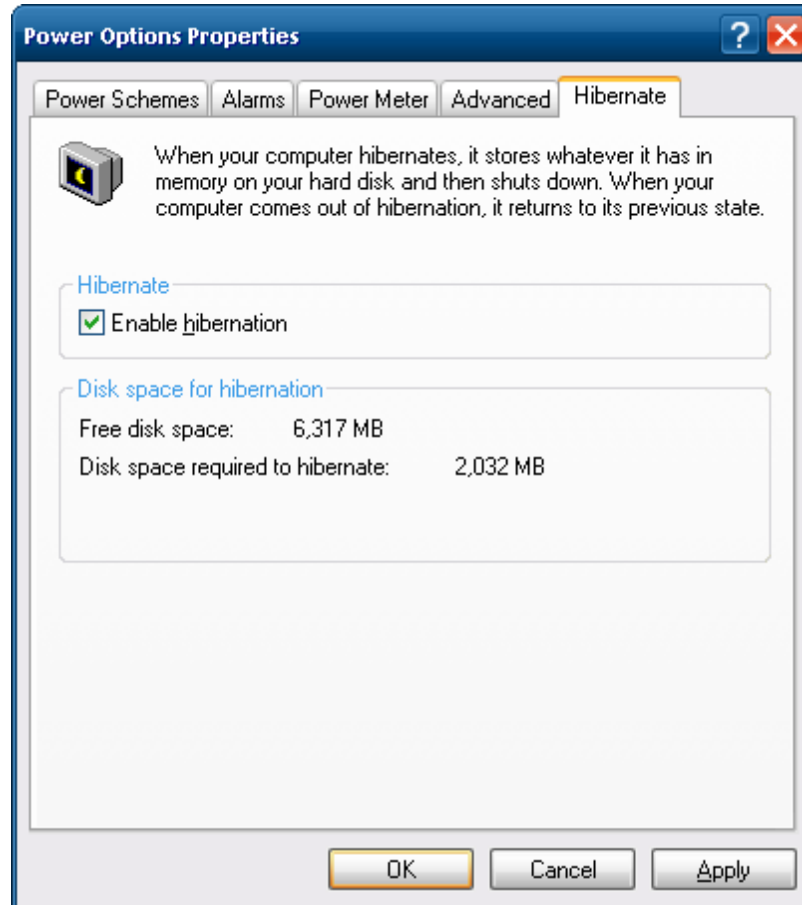 Power Options Properties
Power Schemes Alarms Power Meter Advanced Hibernate
When your computer hibernates, it stores whatever it has in
memory on your hard disk and then shuts down. When your
computer comes out of hibernation, it returns to its previous state.
Hibernate
Enable hibernation
Disk space for hibernation
Free disk space: 6,317 MB
Disk space required to hibernate: 2,032 MB
OK Cancel Apply